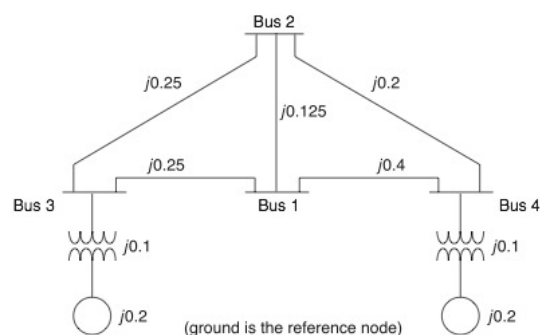 Bus 2
j0.25
j0.2
j0.125
j0.25
j0.4
Bus 3
Bus 1
Bus 4
j0.1
j0.1
j0.2
j0.2
(ground is the reference node)